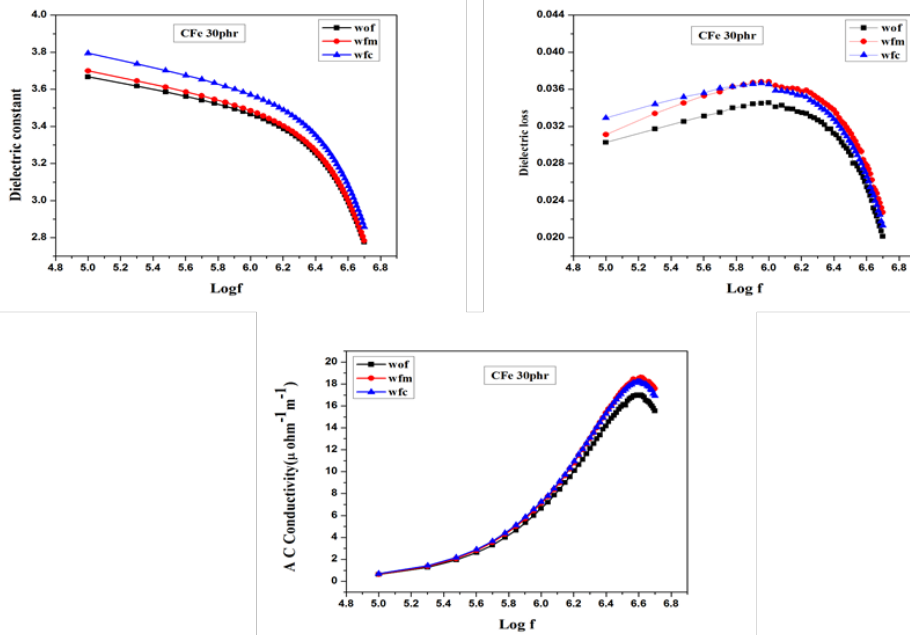 4.0
3.8
3.6
3.4
3.2
3.0
2.8
Dielectric constant
CFe 30phr
wof
wfm
wfc
4.8 5.0 5.2 5.4 5.6 5.8 6.0 6.2 6.4 6.6 6.8
Logf
0.044
0.040
0.036
0.032
0.028
0.024
0.020
Dielectric loss
CFe 30phr
wof
wfm
wfc
4.8 5.0 5.2 5.4 5.6 5.8 6.0 6.2 6.4 6.6 6.8
Log f
20
18
16
14
12
10
8
6
4
2
0
A C Conductivity(μ ohm⁻¹m⁻¹)
wof
wfm
wfc
CFe 30phr
4.8 5.0 5.2 5.4 5.6 5.8 6.0 6.2 6.4 6.6 6.8
Log f